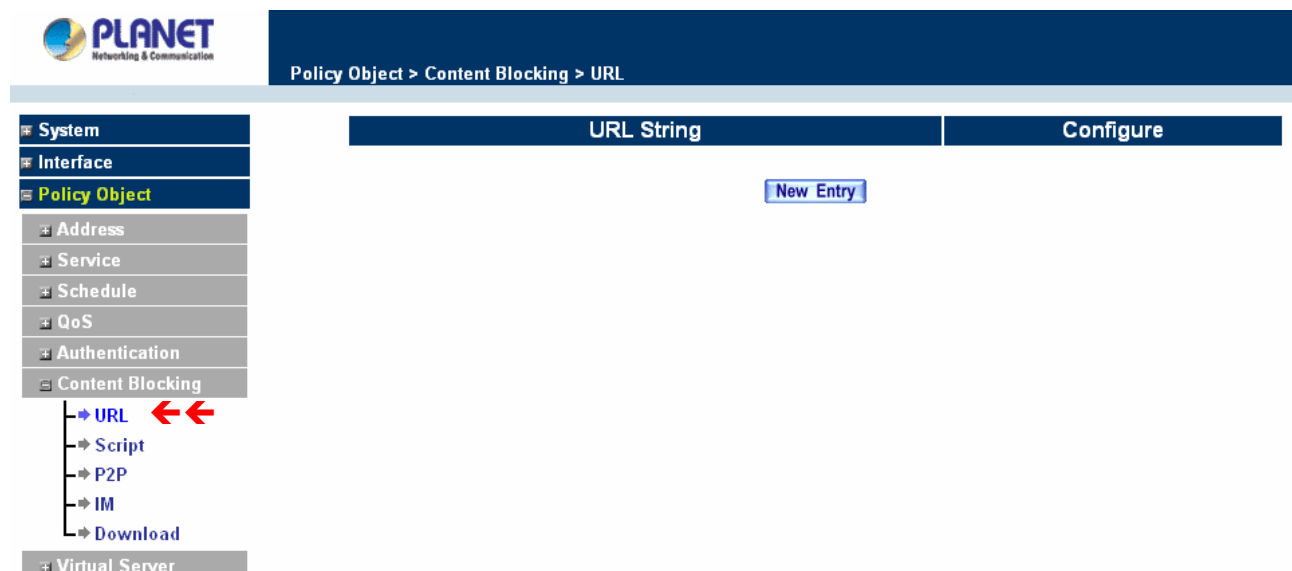 PLANET
Networking & Communication
Policy Object > Content Blocking > URL
System
Interface
Policy Object
Address
Service
Schedule
QoS
Authentication
Content Blocking
URL
Script
P2P
IM
Download
Virtual Server
URL String
Configure
New Entry